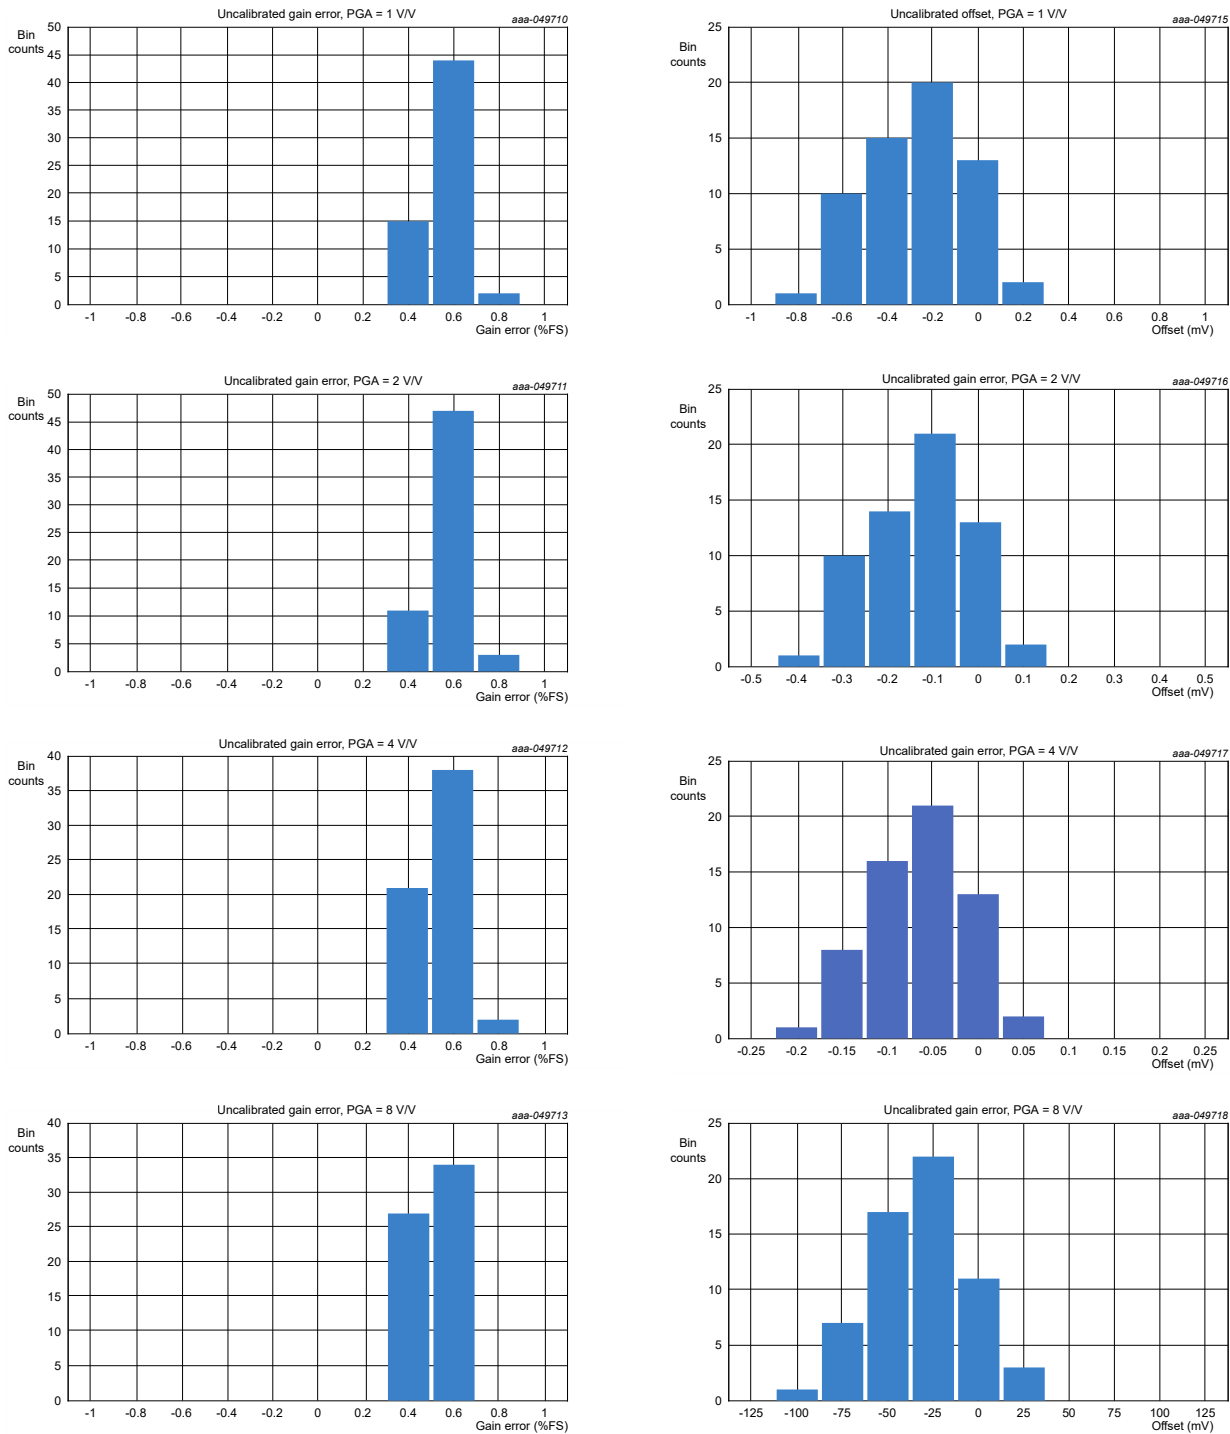 Uncalibrated gain error, PGA = 1 V/V
aaa-049710
Bin
counts
50
45
40
35
30
25
20
15
10
5
0
-1 -0.8 -0.6 -0.4 -0.2 0 0.2 0.4 0.6 0.8 1
Gain error (%FS)
Uncalibrated offset, PGA = 1 V/V
aaa-049715
Bin
counts
25
20
15
10
5
0
-1 -0.8 -0.6 -0.4 -0.2 0 0.2 0.4 0.6 0.8 1
Offset (mV)
Uncalibrated gain error, PGA = 2 V/V
aaa-049711
Bin
counts
50
45
40
35
30
25
20
15
10
5
0
-1 -0.8 -0.6 -0.4 -0.2 0 0.2 0.4 0.6 0.8 1
Gain error (%FS)
Uncalibrated gain error, PGA = 2 V/V
aaa-049716
Bin
counts
25
20
15
10
5
0
-0.5 -0.4 -0.3 -0.2 -0.1 0 0.1 0.2 0.3 0.4 0.5
Offset (mV)
Uncalibrated gain error, PGA = 4 V/V
aaa-049712
Bin
counts
40
35
30
25
20
15
10
5
0
-1 -0.8 -0.6 -0.4 -0.2 0 0.2 0.4 0.6 0.8 1
Gain error (%FS)
Uncalibrated gain error, PGA = 4 V/V
aaa-049717
Bin
counts
25
20
15
10
5
0
-0.25 -0.2 -0.15 -0.1 -0.05 0 0.05 0.1 0.15 0.2 0.25
Offset (mV)
Uncalibrated gain error, PGA = 8 V/V
aaa-049713
Bin
counts
40
35
30
25
20
15
10
5
0
-1 -0.8 -0.6 -0.4 -0.2 0 0.2 0.4 0.6 0.8 1
Gain error (%FS)
Uncalibrated gain error, PGA = 8 V/V
aaa-049718
Bin
counts
25
20
15
10
5
0
-125 -100 -75 -50 -25 0 25 50 75 100 125
Offset (mV)